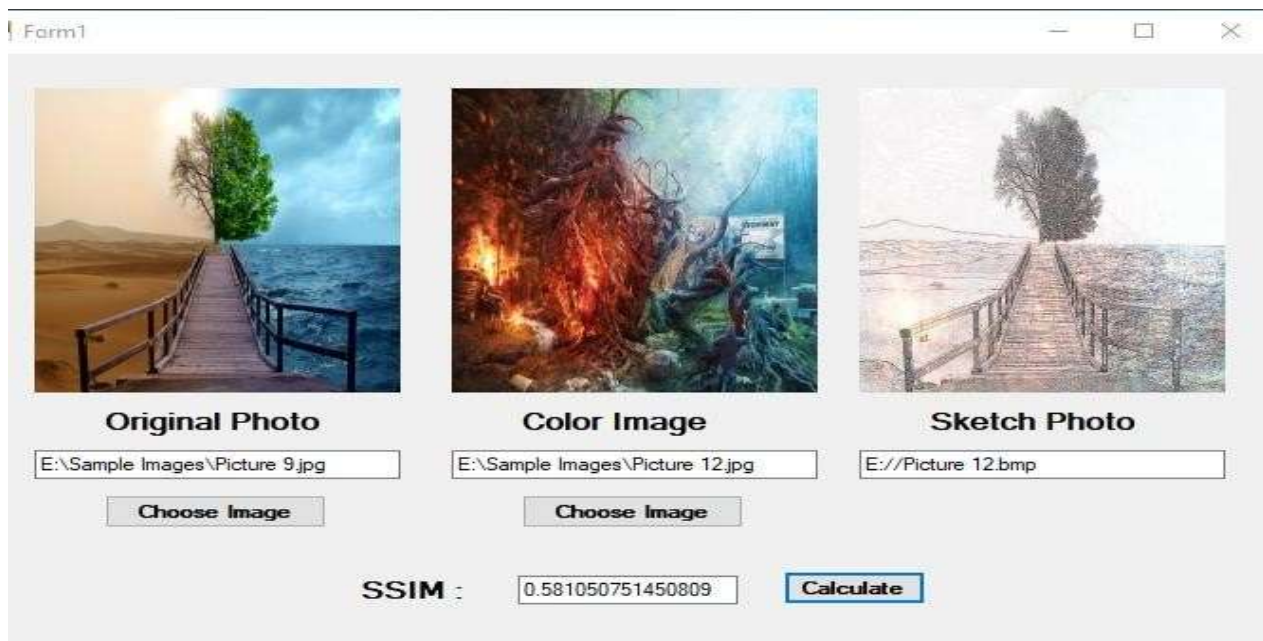 Form1
Original Photo
Color Image
Sketch Photo
E:\Sample Images\Picture 9.jpg
E:\Sample Images\Picture 12.jpg
E://Picture 12.bmp
Choose Image
Choose Image
SSIM :
0.581050751450809
Calculate